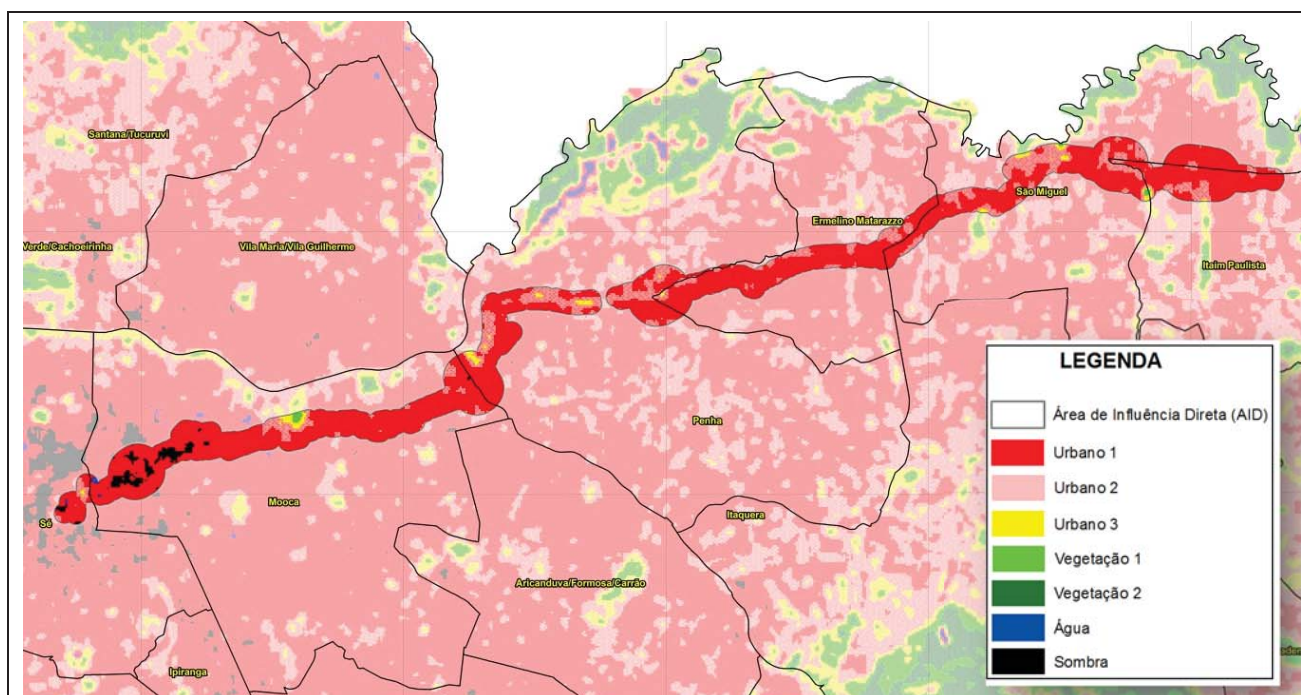 Santana/Tucuruvi
Verde/Cachoeirinha
Vila Maria/Vila Guilherme
Ermelino Matarazzo
São Miguel
Itaim Paulista
Penha
Mooca
Sé
Itaquera
Aricanduva/Formosa/Carrão
Ipiranga
LEGENDA
Área de Influência Direta (AID)
Urbano 1
Urbano 2
Urbano 3
Vegetação 1
Vegetação 2
Água
Sombra